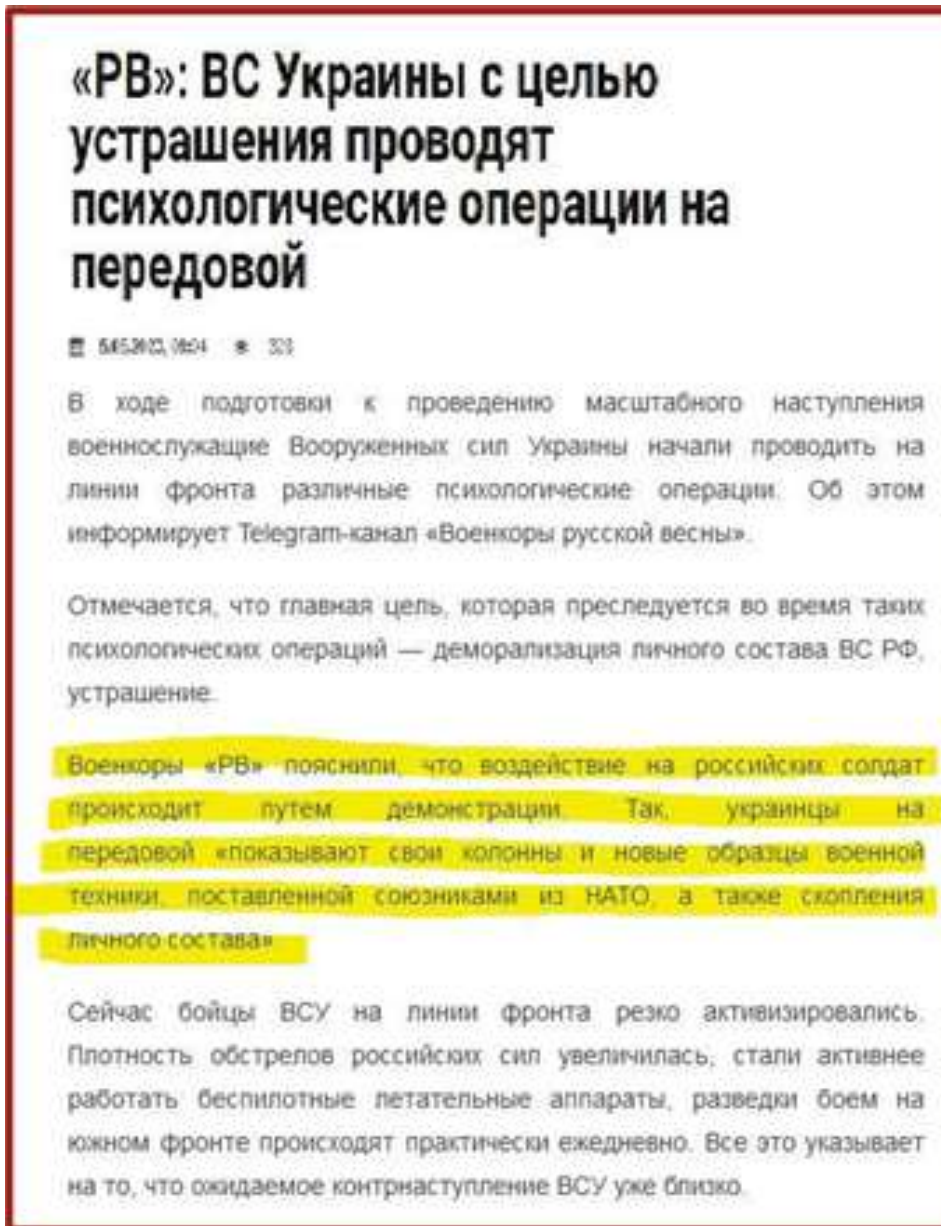 «РВ»: ВС Украины с целью
устрашения проводят
психологические операции на
передовой
В ходе подготовки к проведению масштабного наступления
военнослужащие Вооруженных сил Украины начали проводить на
линии фронта различные психологические операции. Об этом
информирует Telegram-канал «Военкоры русской весны».
Отмечается, что главная цель, которая преследуется во время таких
психологических операций — деморализация личного состава ВС РФ,
устрашение.
Военкоры «РВ» пояснили, что воздействие на российских солдат
происходит путем демонстрации. Так, украинцы на
передовой «показывают свои колонны и новые образцы военной
техники, поставленной союзниками из НАТО, а также скопления
личного состава»
Сейчас бойцы ВСУ на линии фронта резко активизировались.
Плотность обстрелов российских сил увеличилась, стали активнее
работать беспилотные летательные аппараты, разведки боем на
южном фронте происходят практически ежедневно. Все это указывает
на то, что ожидаемое контрнаступление ВСУ уже близко.